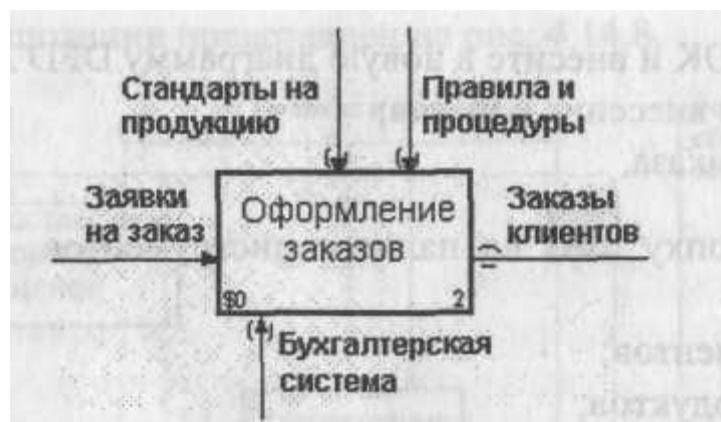 Стандарты на
продукцию
Правила и
процедуры
Заявки
на заказ
Оформление
заказов
$0
2
Заказы
клиентов
Бухгалтерская
система